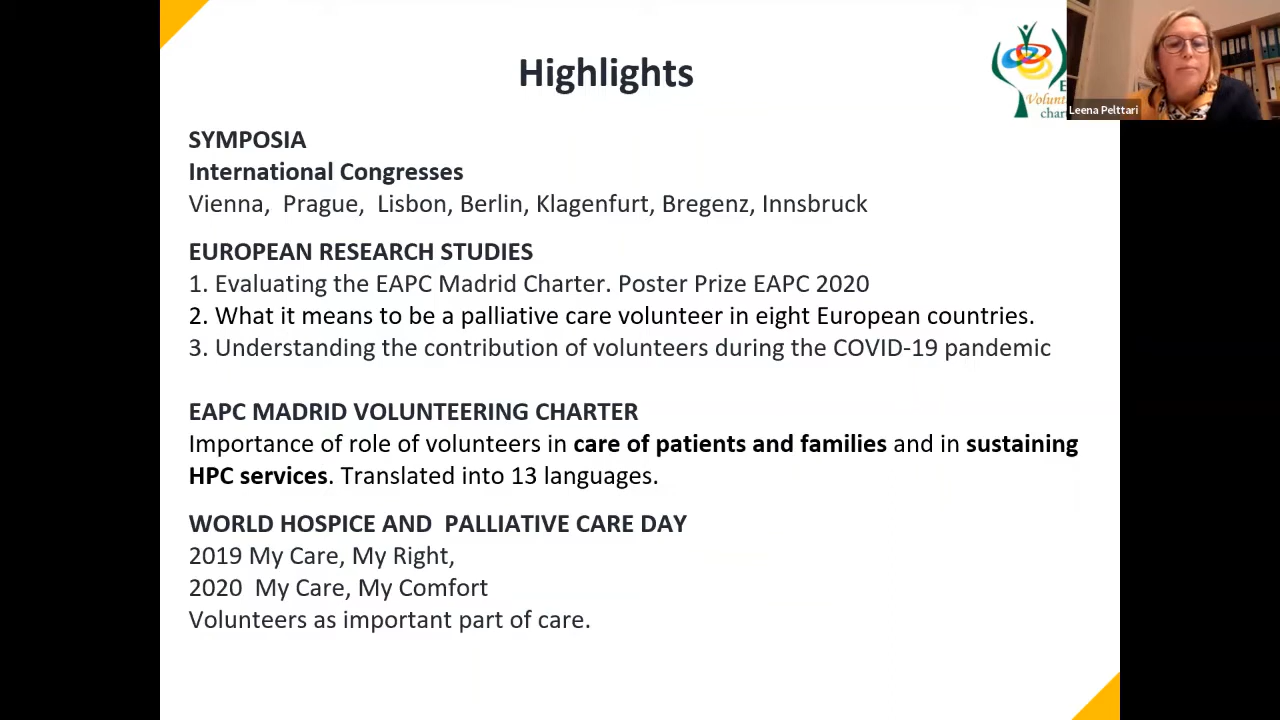 Highlights
Volunt
char
Leena Pelttari
SYMPOSIA
International Congresses
Vienna,  Prague,  Lisbon, Berlin, Klagenfurt, Bregenz, Innsbruck
EUROPEAN RESEARCH STUDIES
1. Evaluating the EAPC Madrid Charter. Poster Prize EAPC 2020
2. What it means to be a palliative care volunteer in eight European countries.
3. Understanding the contribution of volunteers during the COVID-19 pandemic
EAPC MADRID VOLUNTEERING CHARTER
Importance of role of volunteers in care of patients and families and in sustaining
HPC services. Translated into 13 languages.
WORLD HOSPICE AND  PALLIATIVE CARE DAY
2019 My Care, My Right,
2020  My Care, My Comfort
Volunteers as important part of care.